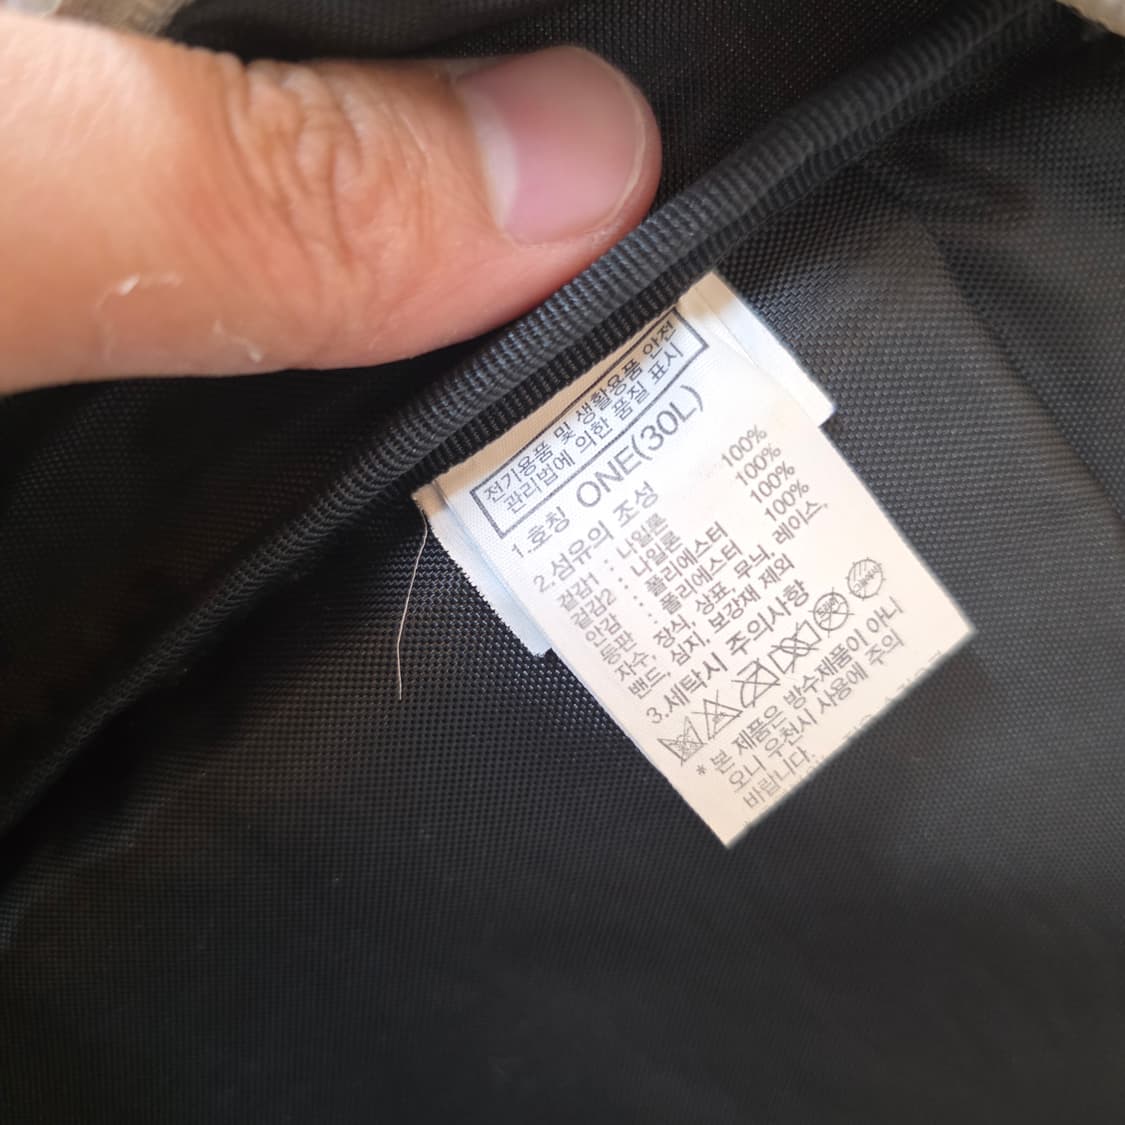 전기용품 및 생활용품 안전
관리법에 의한 품질 표시
1.호칭 ONE(30L)
2.섬유의 조성
겉감1 : 나일론 100%
겉감2 : 나일론 100%
안감 : 폴리에스터 100%
등판 : 폴리에스터 100%
자수, 장식, 상표, 무늬, 레이스,
밴드, 심지, 보강재 제외
3.세탁시 주의사항
* 본 제품은 방수제품이 아니
오니 우천시 사용에 주의
바랍니다.